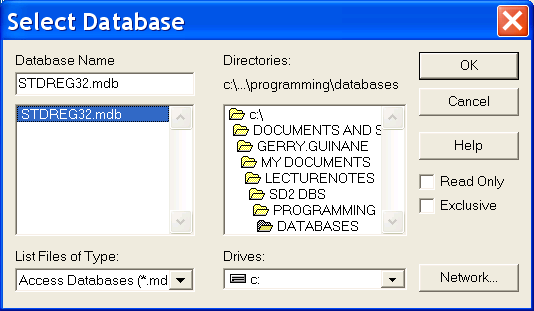 Select Database
Database Name
STDREG32.mdb
STDREG32.mdb
List Files of Type:
Access Databases (*.md
Directories:
c:\...\programming\databases
c:\
DOCUMENTS AND S
GERRY.GUINANE
MY DOCUMENTS
LECTURENOTES
SD2 DBS
PROGRAMMING
DATABASES
Drives:
c:
OK
Cancel
Help
Read Only
Exclusive
Network...